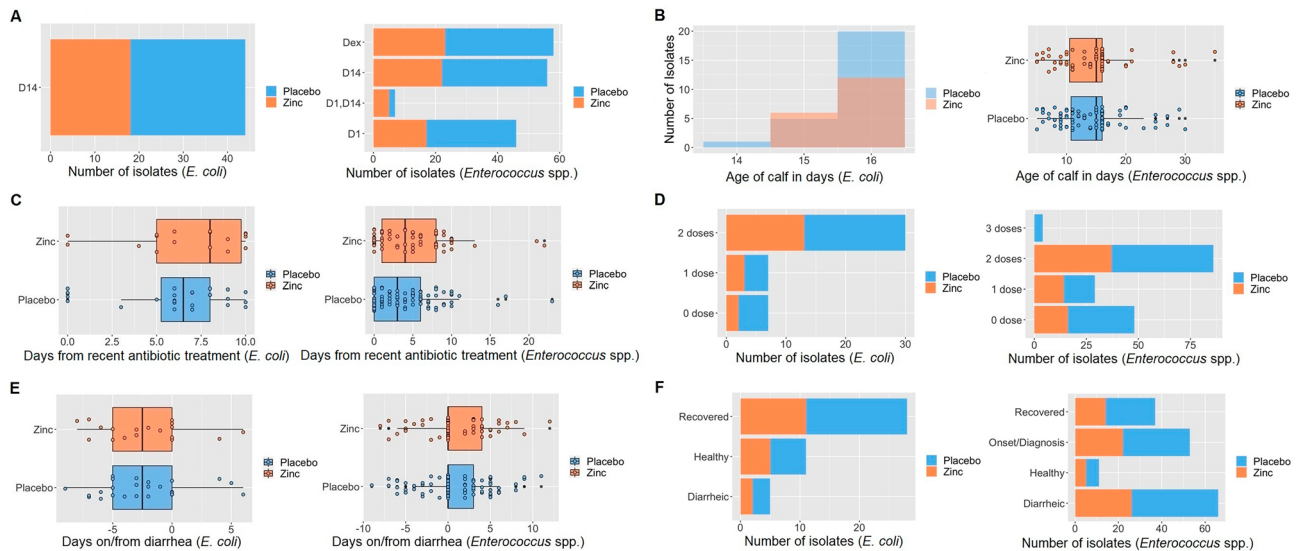 A
D14
0
10
20
30
40
Number of isolates (E. coli)
Placebo
Zinc
Dex
D14
D1,D14
D1
0
20
40
60
Number of isolates (Enterococcus spp.)
Placebo
Zinc
B
Number of Isolates
20
15
10
5
0
14
15
16
Age of calf in days (E. coli)
Placebo
Zinc
Zinc
Placebo
10
20
30
Age of calf in days (Enterococcus spp.)
Placebo
Zinc
C
Zinc
Placebo
0.0
2.5
5.0
7.5
10.0
Days from recent antibiotic treatment (E. coli)
Placebo
Zinc
Zinc
Placebo
0
5
10
15
20
Days from recent antibiotic treatment (Enterococcus spp.)
Placebo
Zinc
D
2 doses
1 dose
0 dose
0
10
20
30
Number of isolates (E. coli)
Placebo
Zinc
3 doses
2 doses
1 dose
0 dose
0
25
50
75
Number of isolates (Enterococcus spp.)
Placebo
Zinc
E
Zinc
Placebo
-5
0
5
Days on/from diarrhea (E. coli)
Placebo
Zinc
Zinc
Placebo
-10
-5
0
5
10
Days on/from diarrhea (Enterococcus spp.)
Placebo
Zinc
F
Recovered
Healthy
Diarrheic
0
10
20
Number of isolates (E. coli)
Placebo
Zinc
Recovered
Onset/Diagnosis
Healthy
Diarrheic
0
20
40
60
Number of isolates (Enterococcus spp.)
Placebo
Zinc